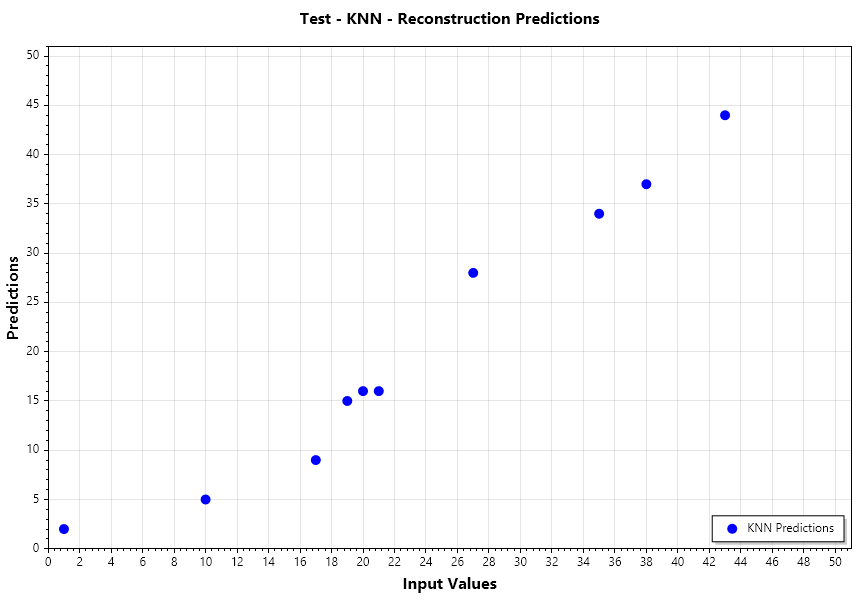 Test - KNN - Reconstruction Predictions
50
45
40
35
30
25
20
15
10
5
0
Predictions
KNN Predictions
0 2 4 6 8 10 12 14 16 18 20 22 24 26 28 30 32 34 36 38 40 42 44 46 48 50
Input Values